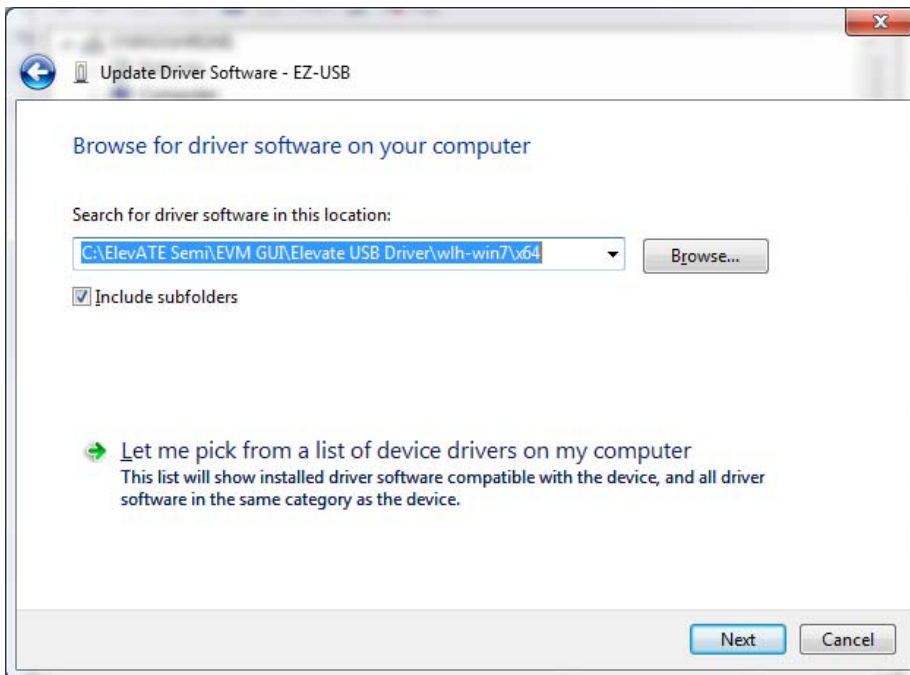 Update Driver Software - EZ-USB
Browse for driver software on your computer
Search for driver software in this location:
C:\ElevATE Semi\EVM GUI\Elevate USB Driver\wlh-win7\x64
Browse...
Include subfolders
Let me pick from a list of device drivers on my computer
This list will show installed driver software compatible with the device, and all driver
software in the same category as the device.
Next
Cancel